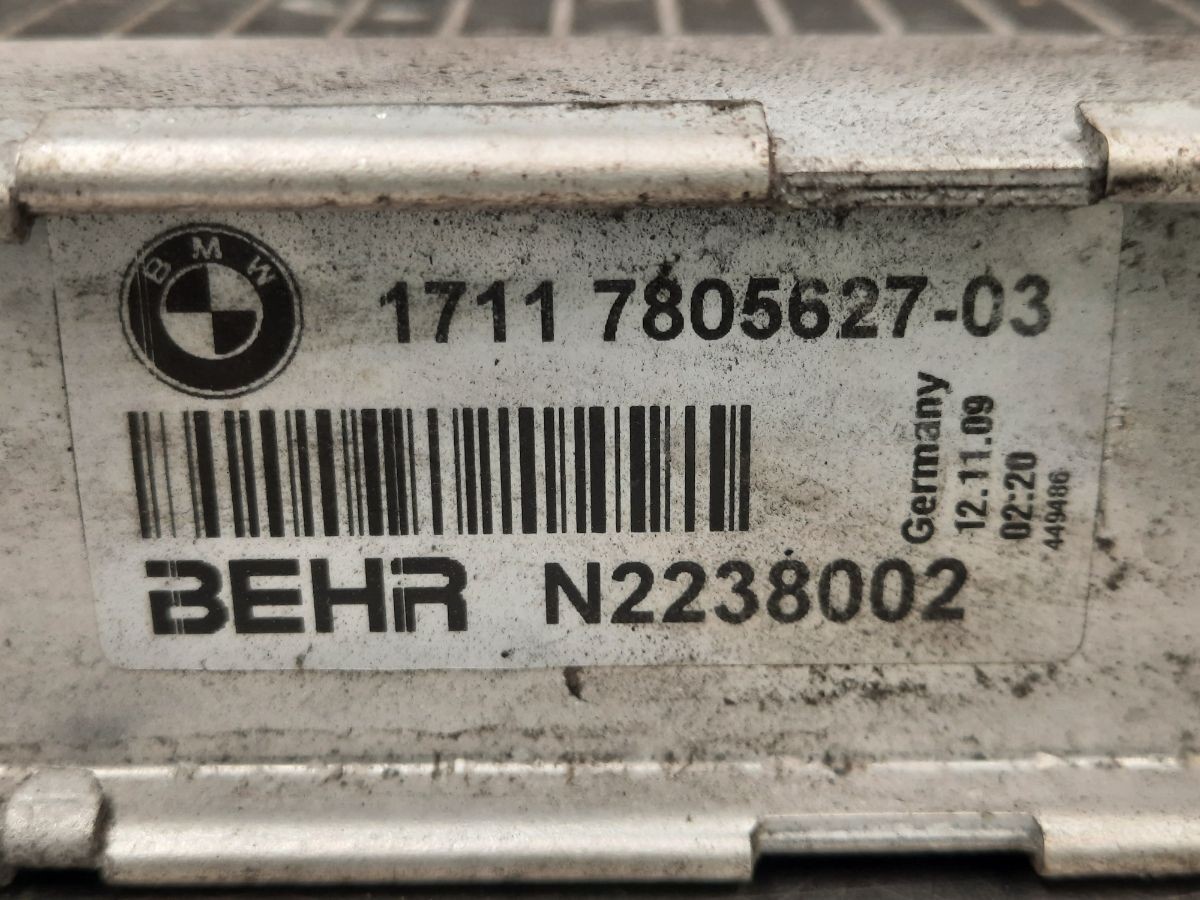 BMW
1711 7805627-03
BEHR N2238002
Germany
12.11.09
02:20
449486